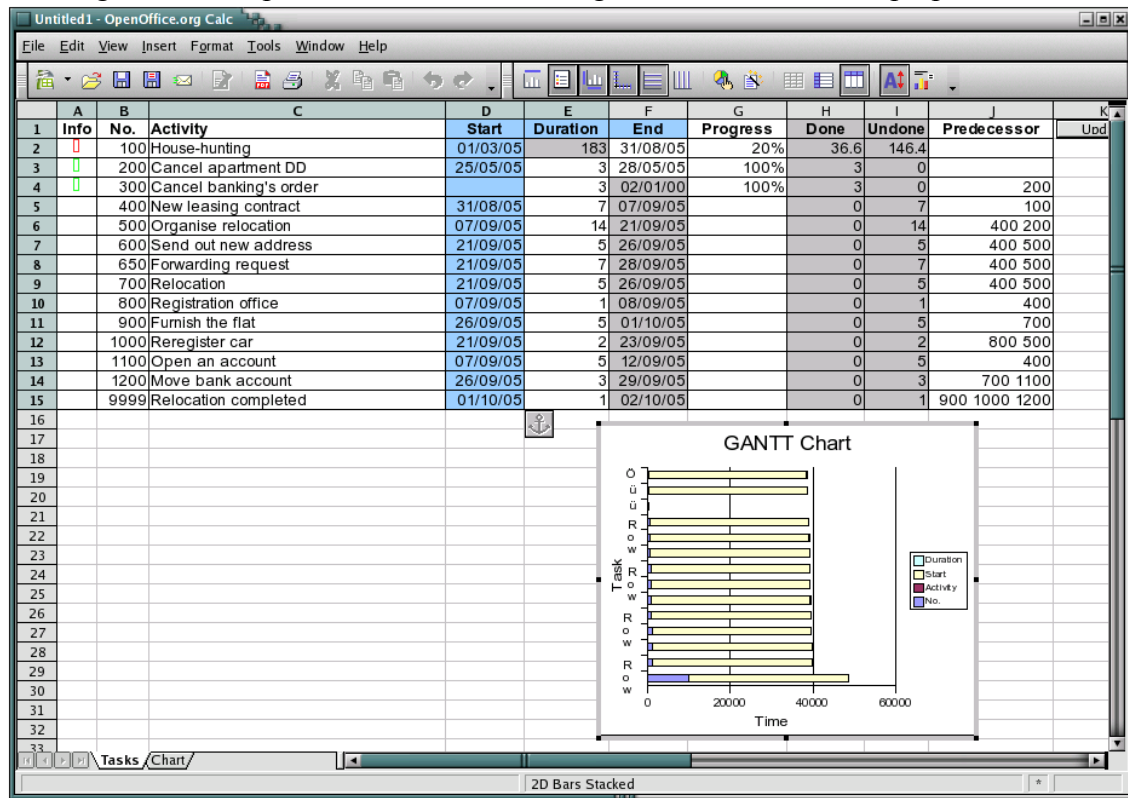 Untitled1 - OpenOffice.org Calc
File Edit View Insert Format Tools Window Help
A B C D E F G H I J K
1 Info No. Activity Start Duration End Progress Done Undone Predecessor Upd
2 100 House-hunting 01/03/05 183 31/08/05 20% 36.6 146.4
3 200 Cancel apartment DD 25/05/05 3 28/05/05 100% 3 0
4 300 Cancel banking's order 3 02/01/00 100% 3 0 200
5 400 New leasing contract 31/08/05 7 07/09/05 0 7 100
6 500 Organise relocation 07/09/05 14 21/09/05 0 14 400 200
7 600 Send out new address 21/09/05 5 26/09/05 0 5 400 500
8 650 Forwarding request 21/09/05 7 28/09/05 0 7 400 500
9 700 Relocation 21/09/05 5 26/09/05 0 5 400 500
10 800 Registration office 07/09/05 1 08/09/05 0 1 400
11 900 Furnish the flat 26/09/05 5 01/10/05 0 5 700
12 1000 Reregister car 21/09/05 2 23/09/05 0 2 800 500
13 1100 Open an account 07/09/05 5 12/09/05 0 5 400
14 1200 Move bank account 26/09/05 3 29/09/05 0 3 700 1100
15 9999 Relocation completed 01/10/05 1 02/10/05 0 1 900 1000 1200
16
17
18
19
20
21
22
23
24
25
26
27
28
29
30
31
32
33
GANTT Chart
Ö
ü
ü
Row
Row
Row
Row
Task
0 20000 40000 60000
Time
Duration
Start
Activity
No.
Tasks Chart
2D Bars Stacked *